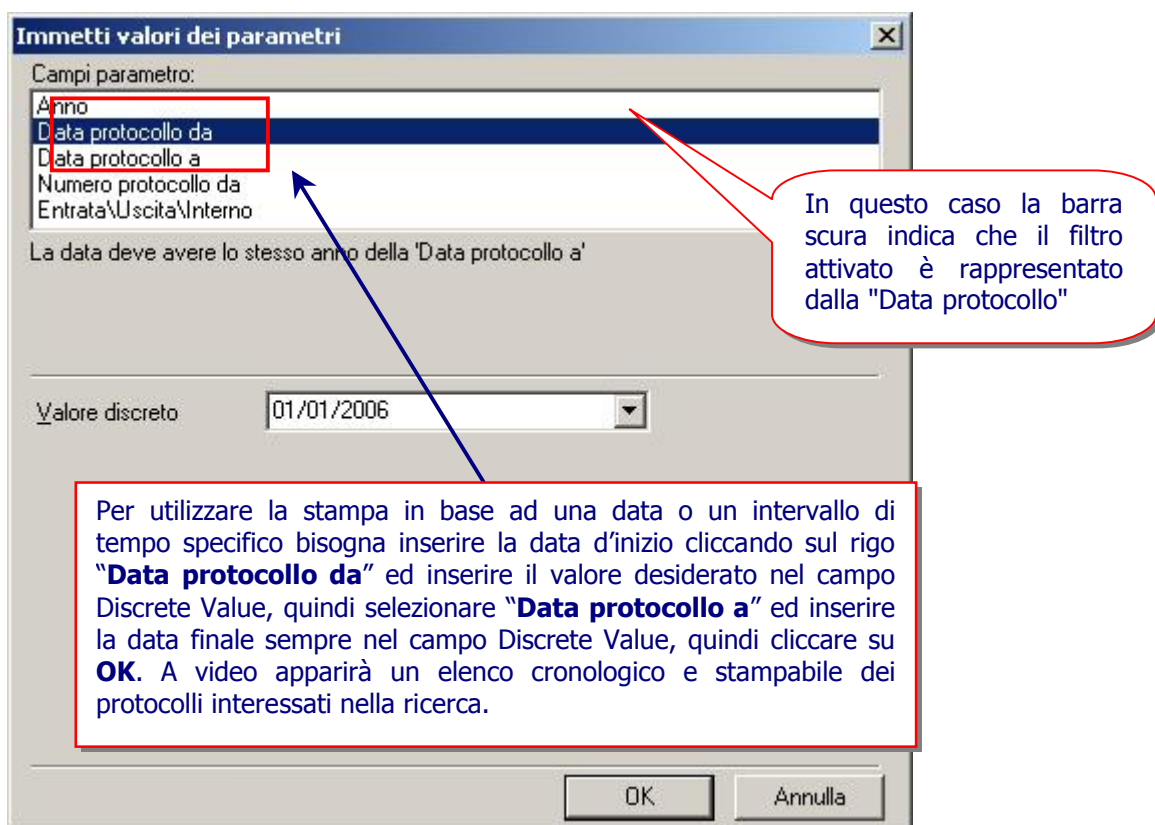 Immetti valori dei parametri
Campi parametro:
Anno
Data protocollo da
Data protocollo a
Numero protocollo da
Entrata\Uscita\Interno
La data deve avere lo stesso anno della 'Data protocollo a'
In questo caso la barra
scura indica che il filtro
attivato è rappresentato
dalla "Data protocollo"
Valore discreto
01/01/2006
Per utilizzare la stampa in base ad una data o un intervallo di
tempo specifico bisogna inserire la data d’inizio cliccando sul rigo
“Data protocollo da” ed inserire il valore desiderato nel campo
Discrete Value, quindi selezionare “Data protocollo a” ed inserire
la data finale sempre nel campo Discrete Value, quindi cliccare su
OK. A video apparirà un elenco cronologico e stampabile dei
protocolli interessati nella ricerca.
OK
Annulla